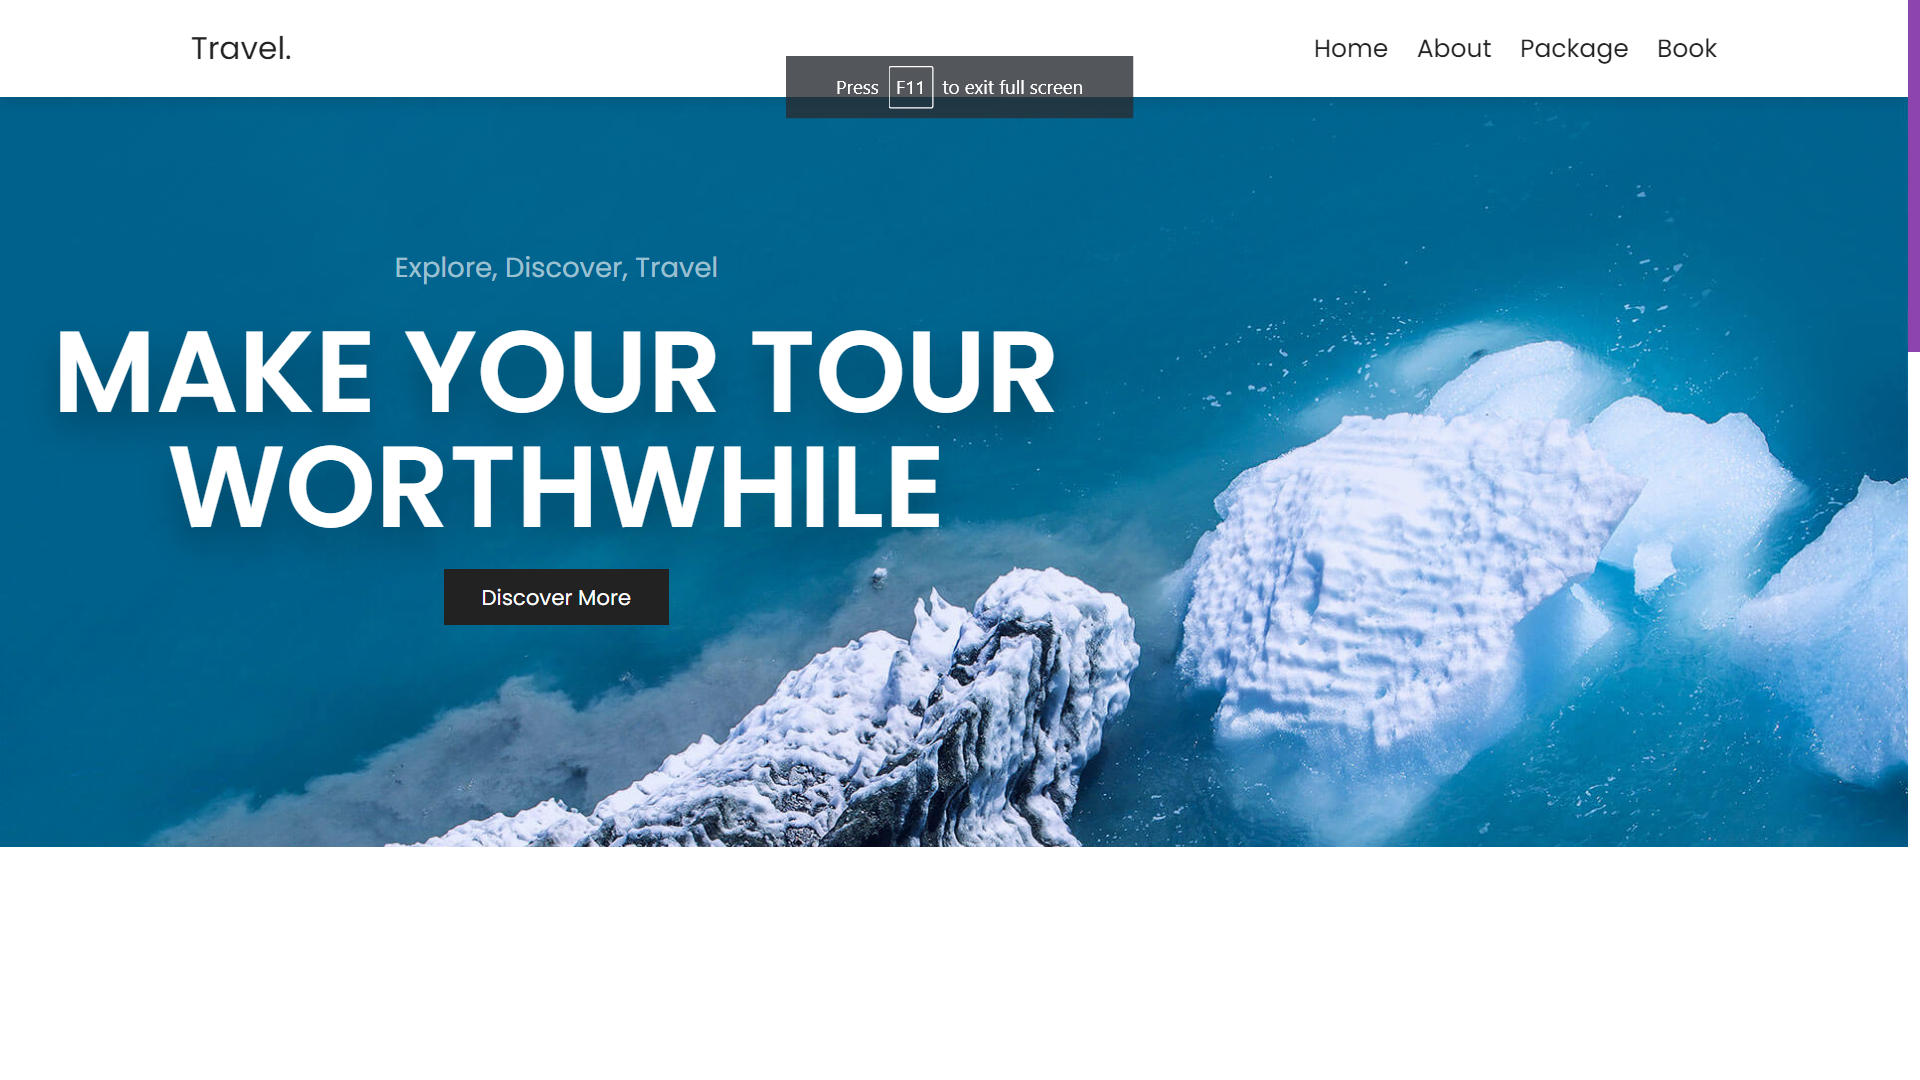 Travel.
Home About Package Book
Press F11 to exit full screen
Explore, Discover, Travel
MAKE YOUR TOUR
WORTHWHILE
Discover More